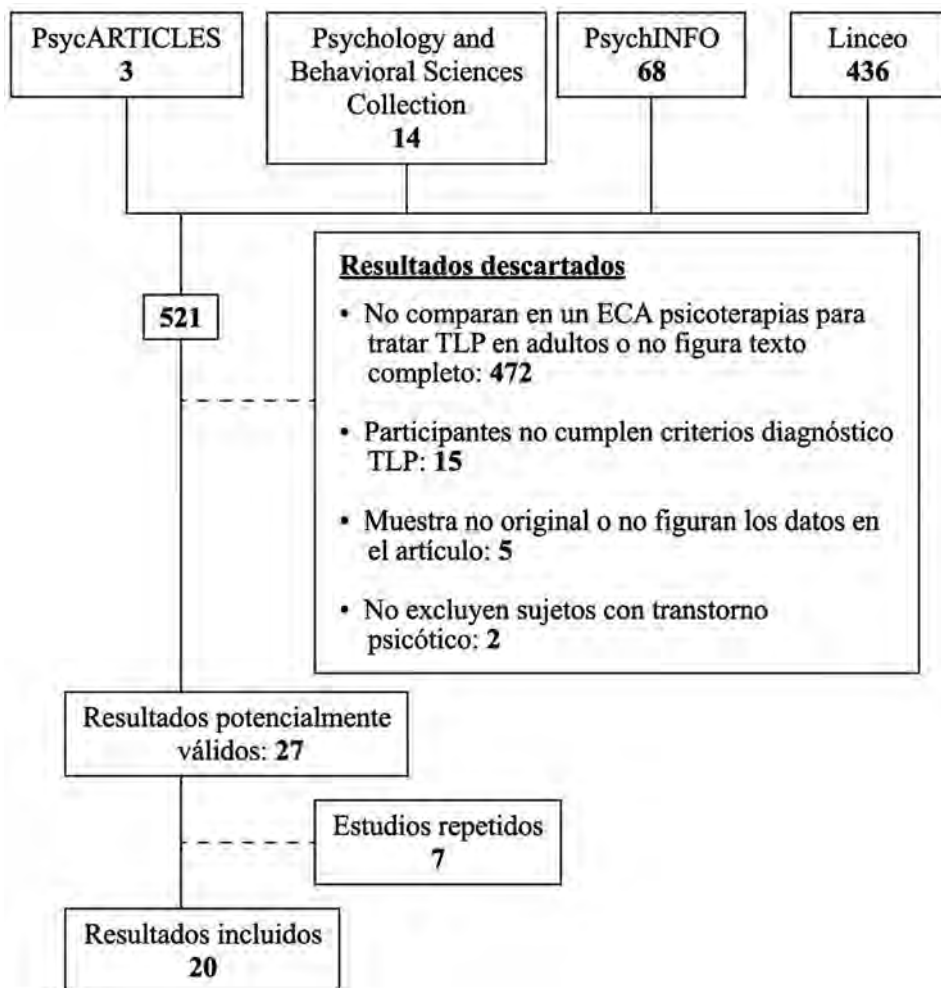 PsycARTICLES
3
Psychology and
Behavioral Sciences
Collection
14
PsychINFO
68
Linceo
436
521
Resultados descartados
• No comparan en un ECA psicoterapias para
tratar TLP en adultos o no figura texto
completo: 472
• Participantes no cumplen criterios diagnóstico
TLP: 15
• Muestra no original o no figuran los datos en
el artículo: 5
• No excluyen sujetos con transtorno
psicótico: 2
Resultados potencialmente
válidos: 27
Estudios repetidos
7
Resultados incluidos
20